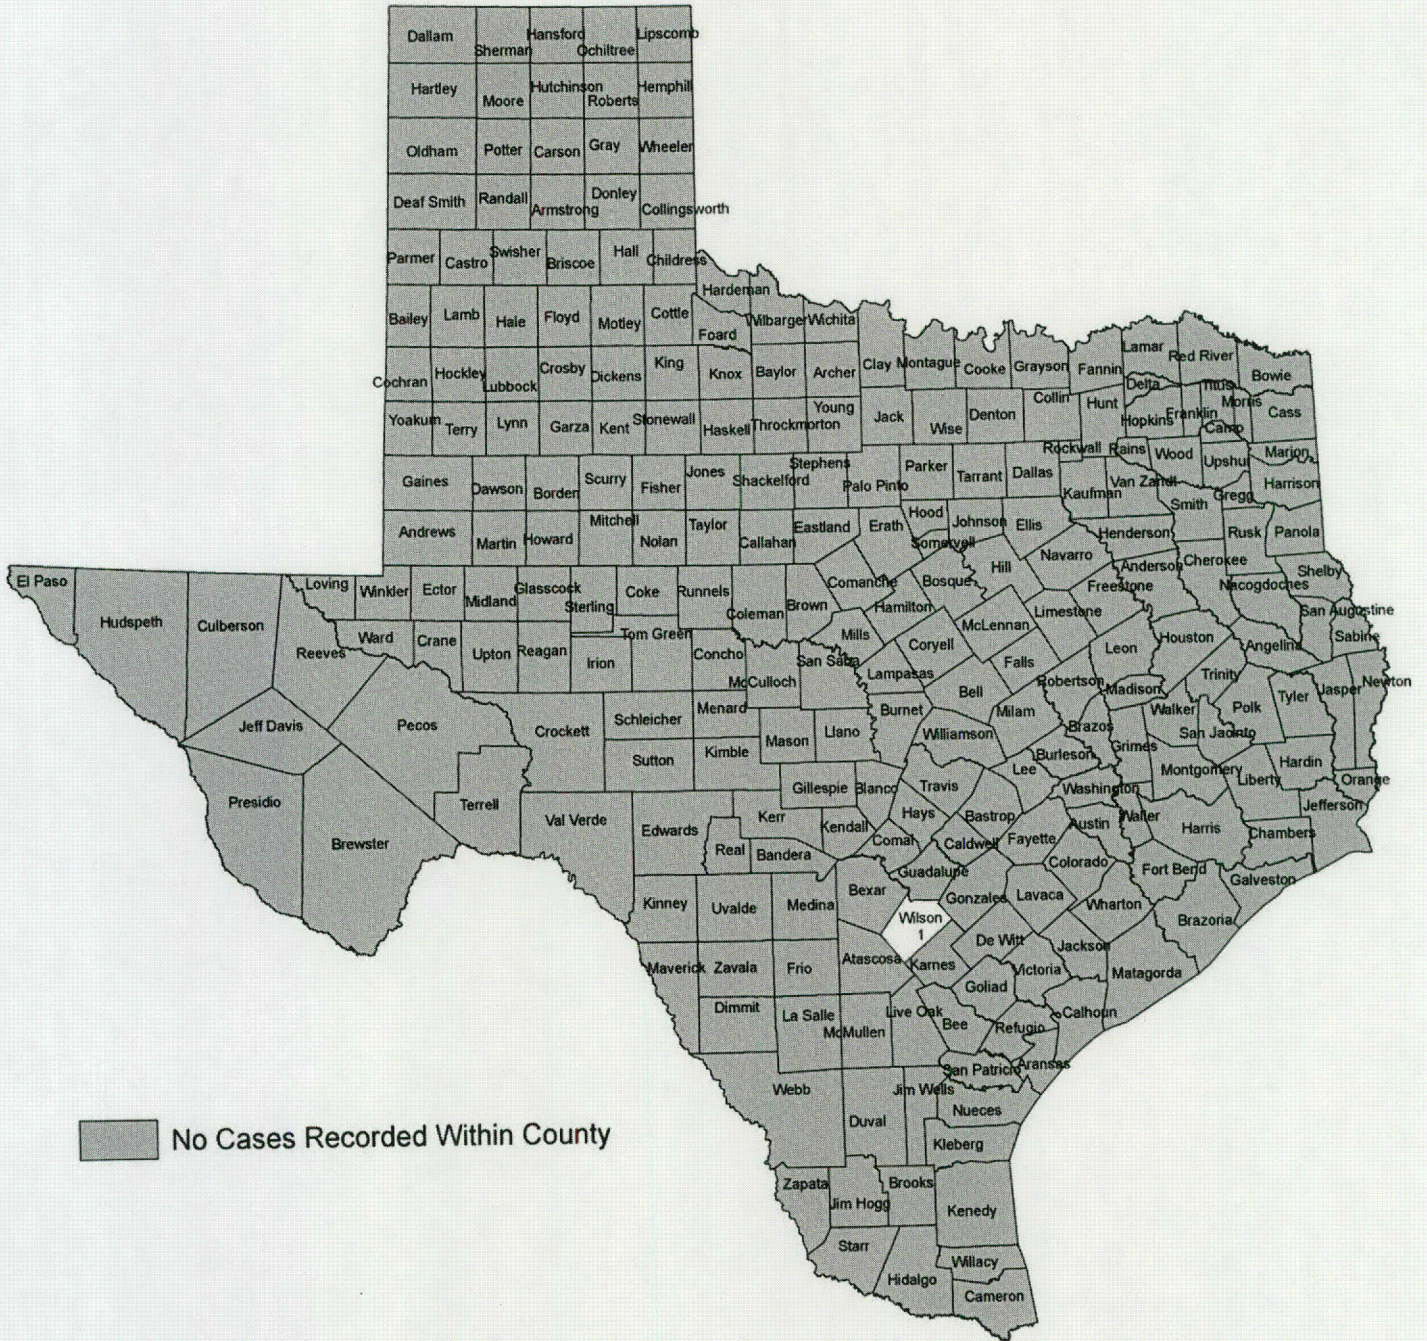 Dallam
Sherman
Hansford
Ochiltree
Lipscomb
Hartley
Moore
Hutchinson
Roberts
Hemphill
Oldham
Potter
Carson
Gray
Wheeler
Deaf Smith
Randall
Armstrong
Donley
Collingsworth
Parmer
Castro
Swisher
Briscoe
Hall
Childress
Hardeman
Bailey
Lamb
Hale
Floyd
Motley
Cottle
Foard
Wilbarger
Wichita
Clay
Montague
Cooke
Grayson
Fannin
Lamar
Red River
Bowie
Cochran
Hockley
Lubbock
Crosby
Dickens
King
Knox
Baylor
Archer
Delta
Titus
Morris
Cass
Yoakum
Terry
Lynn
Garza
Kent
Stonewall
Haskell
Throckmorton
Young
Jack
Wise
Denton
Collin
Hunt
Hopkins
Franklin
Camp
Rockwall
Rains
Wood
Upshur
Marion
Gaines
Dawson
Borden
Scurry
Fisher
Jones
Shackelford
Stephens
Palo Pinto
Parker
Tarrant
Dallas
Kaufman
Van Zandt
Smith
Gregg
Harrison
Andrews
Martin
Howard
Mitchell
Nolan
Taylor
Callahan
Eastland
Erath
Hood
Somervell
Johnson
Ellis
Navarro
Henderson
Rusk
Panola
El Paso
Hudspeth
Culberson
Reeves
Loving
Winkler
Ector
Midland
Glasscock
Sterling
Coke
Runnels
Coleman
Brown
Comanche
Hamilton
Bosque
Hill
Freestone
Anderson
Cherokee
Nacogdoches
Shelby
Ward
Crane
Upton
Reagan
Irion
Tom Green
Concho
McCulloch
San Saba
Mills
Lampasas
Coryell
McLennan
Limestone
Falls
Leon
Houston
Angelina
San Augustine
Sabine
Jeff Davis
Pecos
Crockett
Schleicher
Sutton
Menard
Kimble
Mason
Llano
Burnet
Bell
Williamson
Milam
Robertson
Brazos
Burleson
Madison
Grimes
Walker
Trinity
San Jacinto
Polk
Tyler
Jasper
Newton
Presidio
Brewster
Terrell
Val Verde
Edwards
Kerr
Real
Bandera
Gillespie
Kendall
Blanco
Hays
Comal
Travis
Bastrop
Caldwell
Lee
Fayette
Washington
Austin
Waller
Montgomery
Liberty
Hardin
Orange
Jefferson
Harris
Chambers
Kinney
Uvalde
Medina
Bexar
Guadalupe
Wilson
1
Gonzales
Lavaca
Colorado
Wharton
Fort Bend
Galveston
Brazoria
Maverick
Zavala
Frio
Atascosa
Karnes
De Witt
Jackson
Victoria
Matagorda
Dimmit
La Salle
McMullen
Live Oak
Bee
Goliad
Refugio
Calhoun
Aransas
San Patricio
Webb
Duval
Jim Wells
Nueces
Kleberg
No Cases Recorded Within County
Zapata
Jim Hogg
Brooks
Kenedy
Starr
Hidalgo
Willacy
Cameron